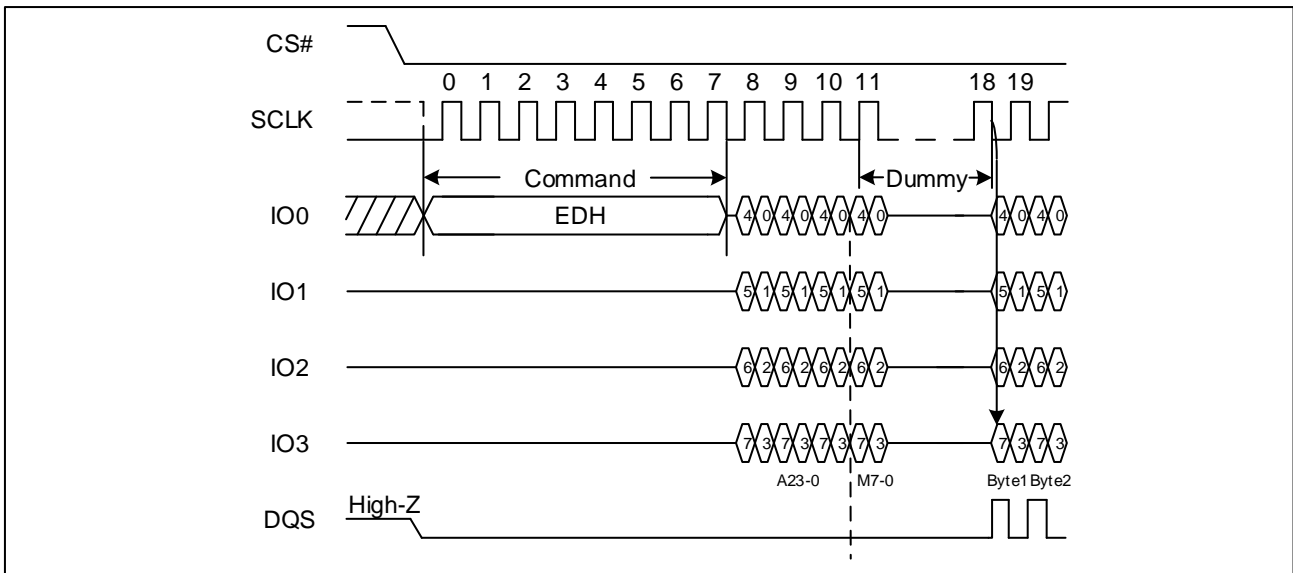 CS#
0 1 2 3 4 5 6 7 8 9 10 11 18 19
SCLK
Command Dummy
IO0 EDH 4 0 4 0 4 0 4 0 4 0 4 0
IO1 5 1 5 1 5 1 5 1 5 1 5 1
IO2 6 2 6 2 6 2 6 2 6 2 6 2
IO3 7 3 7 3 7 3 7 3 7 3 7 3
A23-0 M7-0 Byte1 Byte2
High-Z
DQS